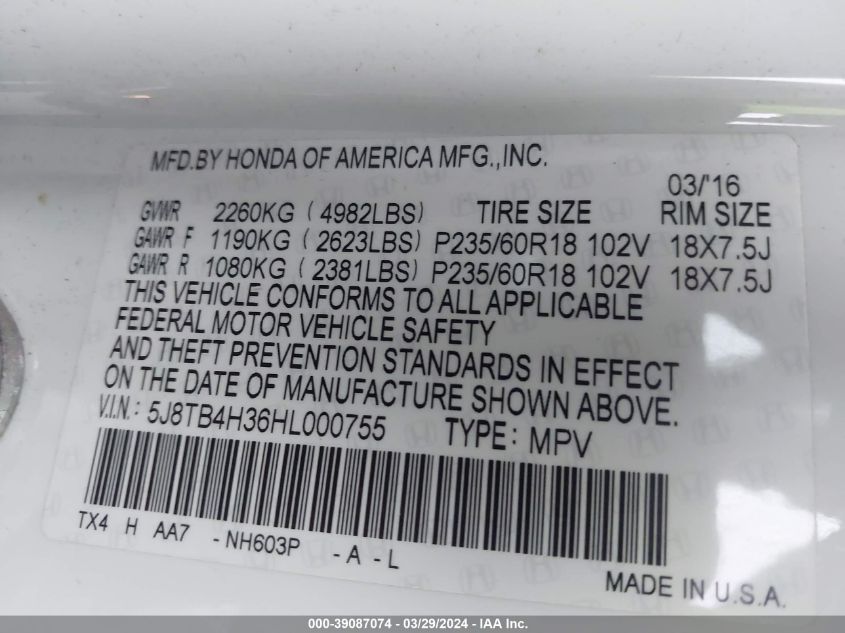 MFD.BY HONDA OF AMERICA MFG.,INC.
03/'16
GVWR 2260KG ( 4982LBS) TIRE SIZE RIM SIZE
GAWR F 1190KG ( 2623LBS) P235/60R18 102V 18X7.5J
GAWR R 1080KG ( 2381LBS) P235/60R18 102V 18X7.5J
THIS VEHICLE CONFORMS TO ALL APPLICABLE
FEDERAL MOTOR VEHICLE SAFETY
AND THEFT PREVENTION STANDARDS IN EFFECT
ON THE DATE OF MANUFACTURE SHOWN ABOVE.
V.I.N.: 5J8TB4H36HL000755 TYPE: MPV
TX4 H AA7 -NH603P -A -L
MADE IN U.S.A.
000-39087074 - 03/29/2024 - IAA Inc.